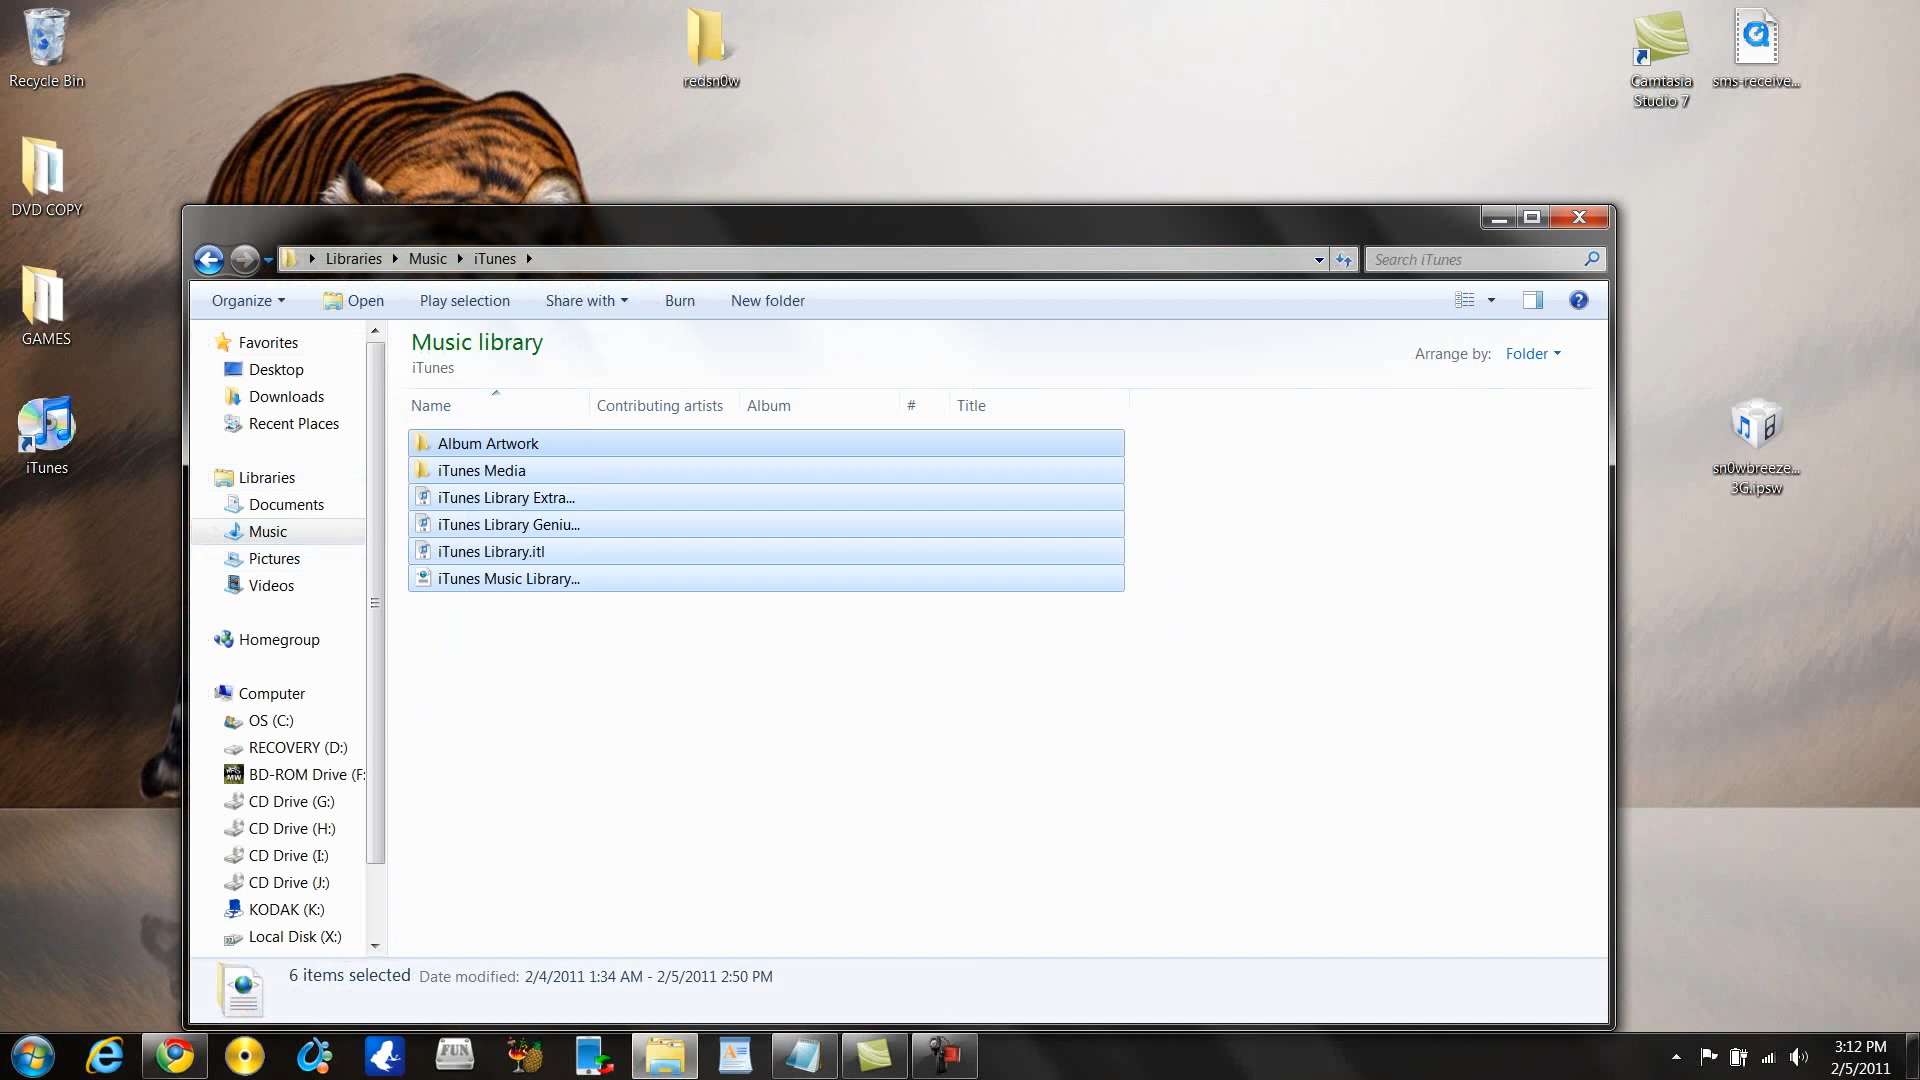 Recycle Bin
DVD COPY
GAMES
iTunes
redsn0w
Camtasia
Studio 7
sms-receive...
sn0wbreeze...
3G.ipsw
Libraries Music iTunes
Search iTunes
Organize Open Play selection Share with Burn New folder
Favorites
Desktop
Downloads
Recent Places
Libraries
Documents
Music
Pictures
Videos
Homegroup
Computer
OS (C:)
RECOVERY (D:)
BD-ROM Drive (F:
CD Drive (G:)
CD Drive (H:)
CD Drive (I:)
CD Drive (J:)
KODAK (K:)
Local Disk (X:)
Music library
iTunes
Arrange by: Folder
Name Contributing artists Album # Title
Album Artwork
iTunes Media
iTunes Library Extra...
iTunes Library Geniu...
iTunes Library.itl
iTunes Music Library...
6 items selected Date modified: 2/4/2011 1:34 AM - 2/5/2011 2:50 PM
FUN
3:12 PM
2/5/2011